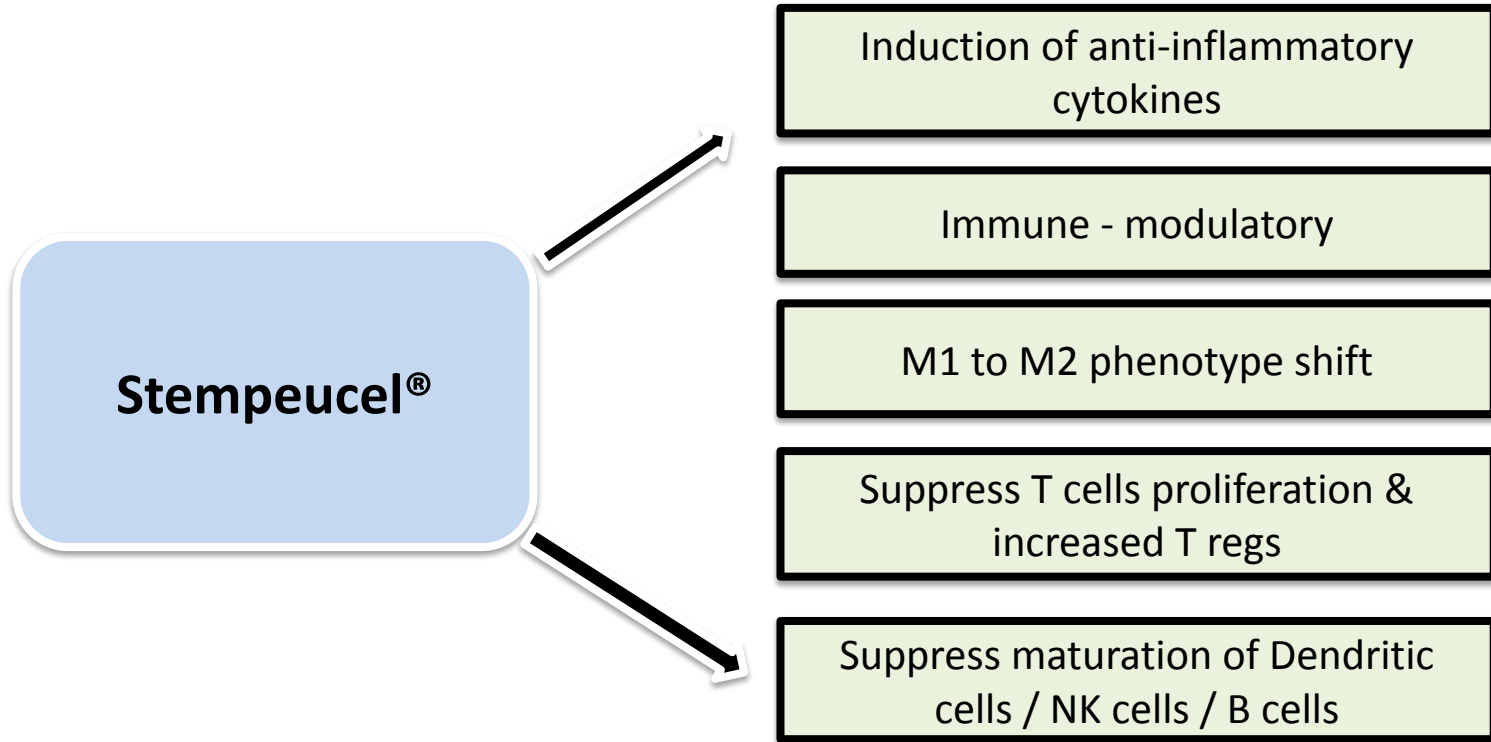 Stempeucel®
Induction of anti-inflammatory
cytokines
Immune - modulatory
M1 to M2 phenotype shift
Suppress T cells proliferation &
increased T regs
Suppress maturation of Dendritic
cells / NK cells / B cells